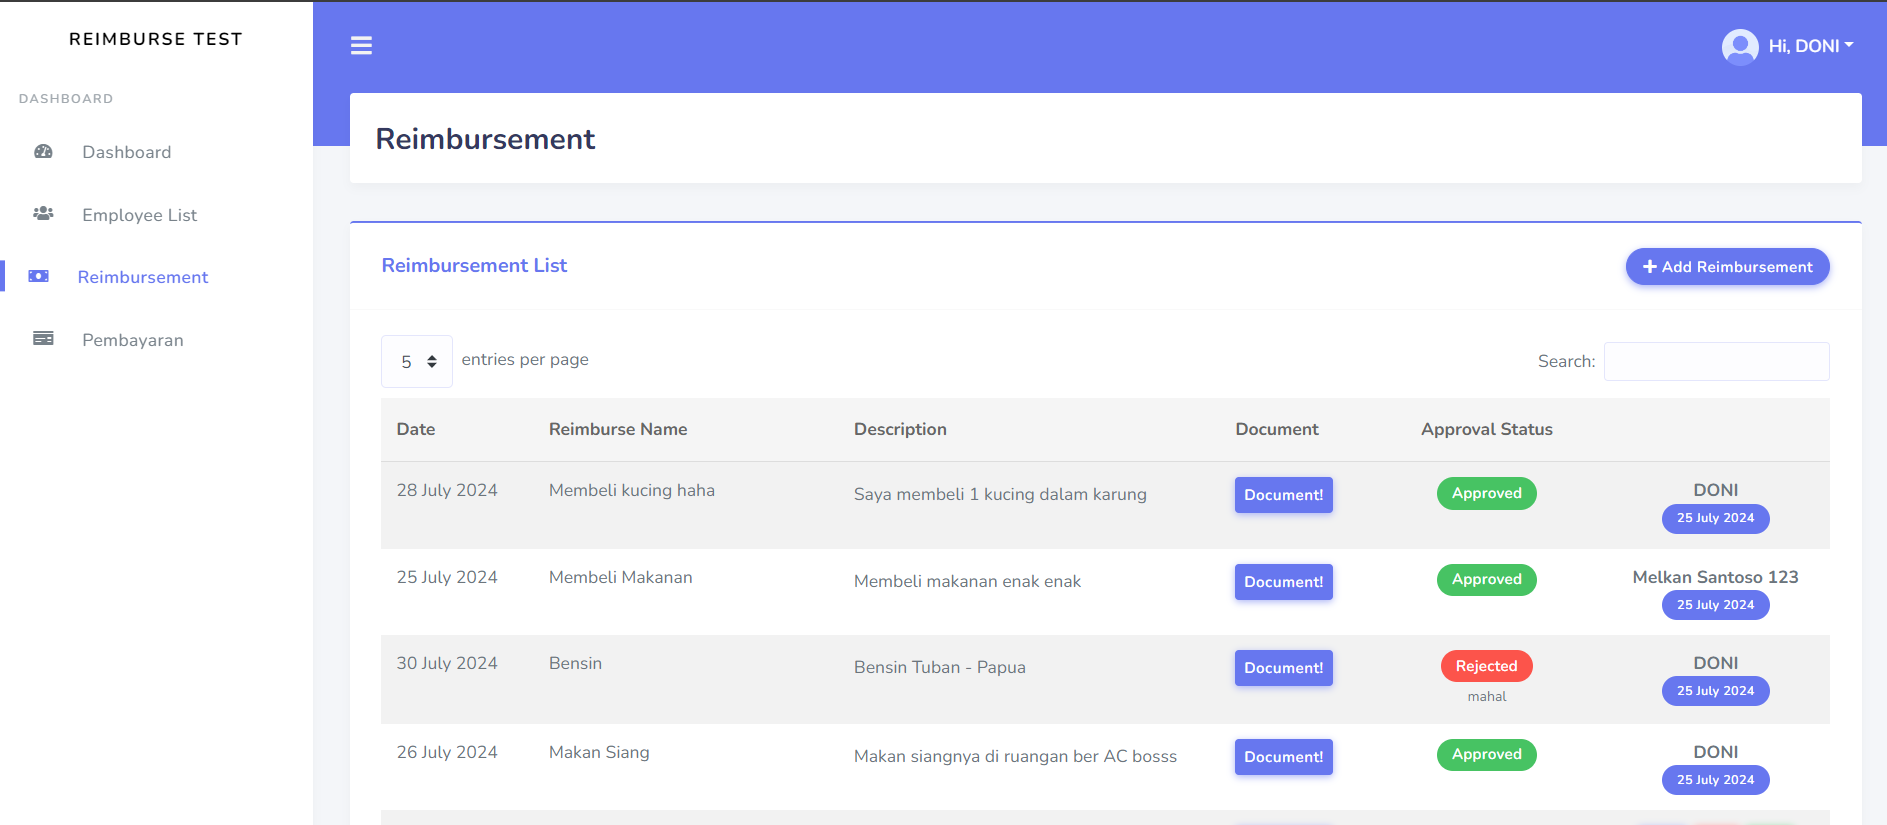 REIMBURSE TEST
Hi, DONI
DASHBOARD
Dashboard
Employee List
Reimbursement
Pembayaran
Reimbursement
Reimbursement List
Add Reimbursement
5 entries per page
Search:
Date Reimburse Name Description Document Approval Status
28 July 2024 Membeli kucing haha Saya membeli 1 kucing dalam karung Document! Approved DONI
25 July 2024
25 July 2024 Membeli Makanan Membeli makanan enak enak Document! Approved Melkan Santoso 123
25 July 2024
30 July 2024 Bensin Bensin Tuban - Papua Document! Rejected DONI
mahal 25 July 2024
26 July 2024 Makan Siang Makan siangnya di ruangan ber AC bosss Document! Approved DONI
25 July 2024